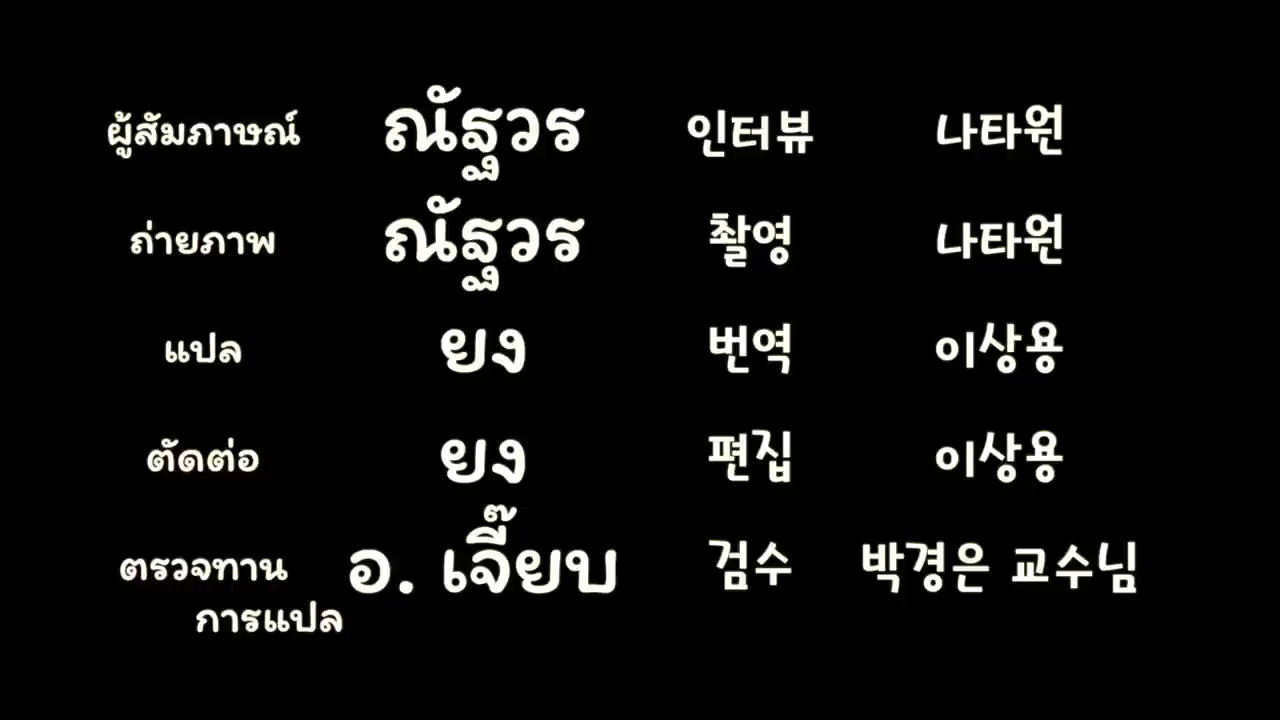 ผู้สัมภาษณ์ ณัฐวร 인터뷰 나타원
ถ่ายภาพ ณัฐวร 촬영 나타원
แปล ยง 번역 이상용
ตัดต่อ ยง 편집 이상용
ตรวจทาน อ. เจี๊ยบ 검수 박경은 교수님
การแปล